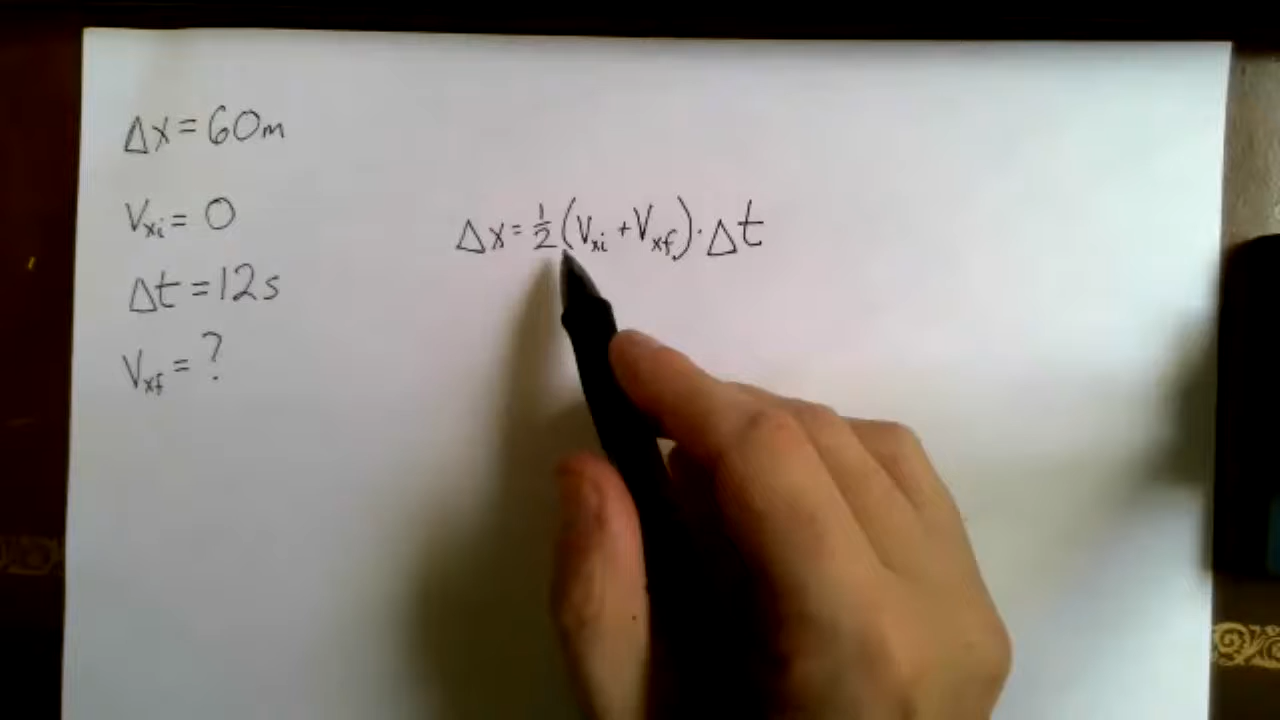 Δx = 60m
Vxi = 0
Δt = 12s
Vxf = ?
Δx = 1/2 (Vxi + Vxf) · Δt